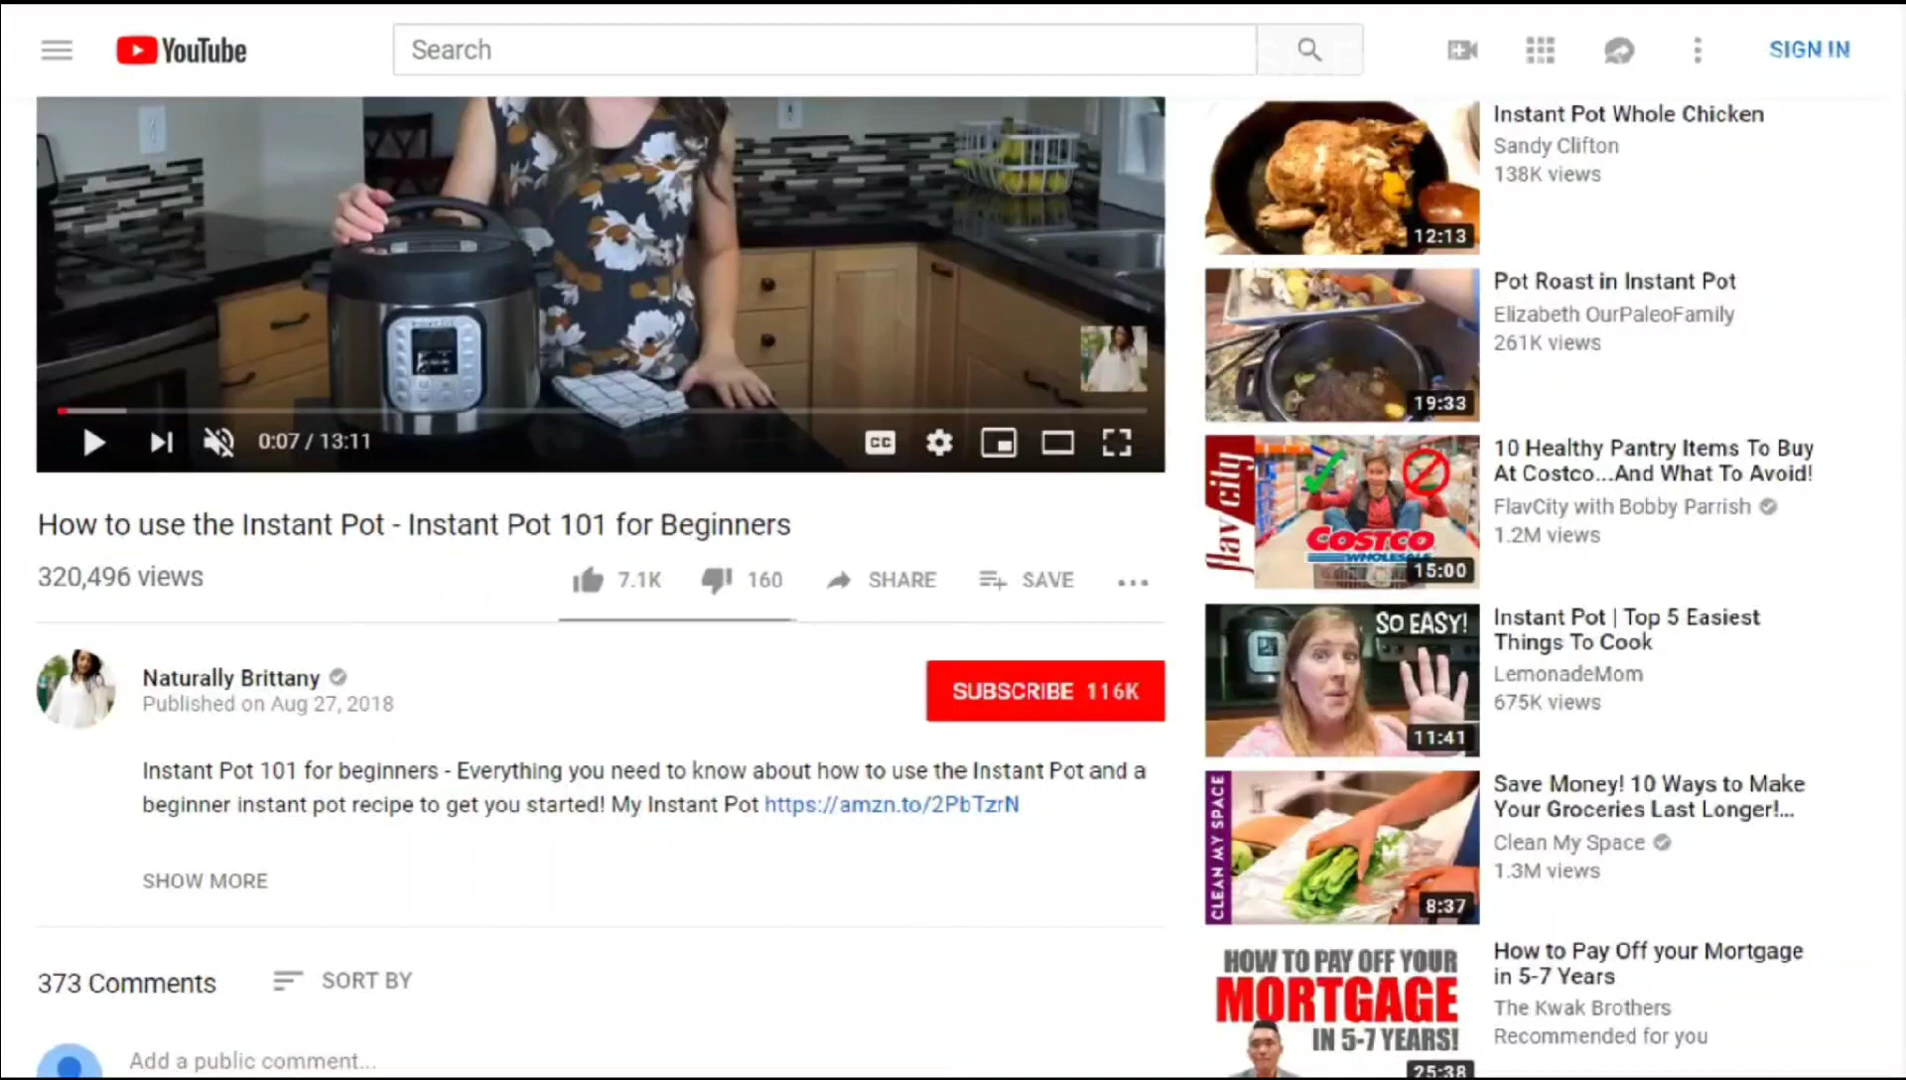 YouTube
Search
SIGN IN
0:07 / 13:11
CC
How to use the Instant Pot - Instant Pot 101 for Beginners
320,496 views
7.1K
160
SHARE
SAVE
Naturally Brittany
Published on Aug 27, 2018
SUBSCRIBE 116K
Instant Pot 101 for beginners - Everything you need to know about how to use the Instant Pot and a
beginner instant pot recipe to get you started! My Instant Pot https://amzn.to/2PbTzrN
SHOW MORE
373 Comments
SORT BY
Add a public comment...
12:13
Instant Pot Whole Chicken
Sandy Clifton
138K views
19:33
Pot Roast in Instant Pot
Elizabeth OurPaleoFamily
261K views
flav city
COSTCO
WHOLESALE
15:00
10 Healthy Pantry Items To Buy
At Costco...And What To Avoid!
FlavCity with Bobby Parrish
1.2M views
SO EASY!
11:41
Instant Pot | Top 5 Easiest
Things To Cook
LemonadeMom
675K views
CLEAN MY SPACE
8:37
Save Money! 10 Ways to Make
Your Groceries Last Longer!...
Clean My Space
1.3M views
HOW TO PAY OFF YOUR
MORTGAGE
IN 5-7 YEARS!
25:38
How to Pay Off your Mortgage
in 5-7 Years
The Kwak Brothers
Recommended for you